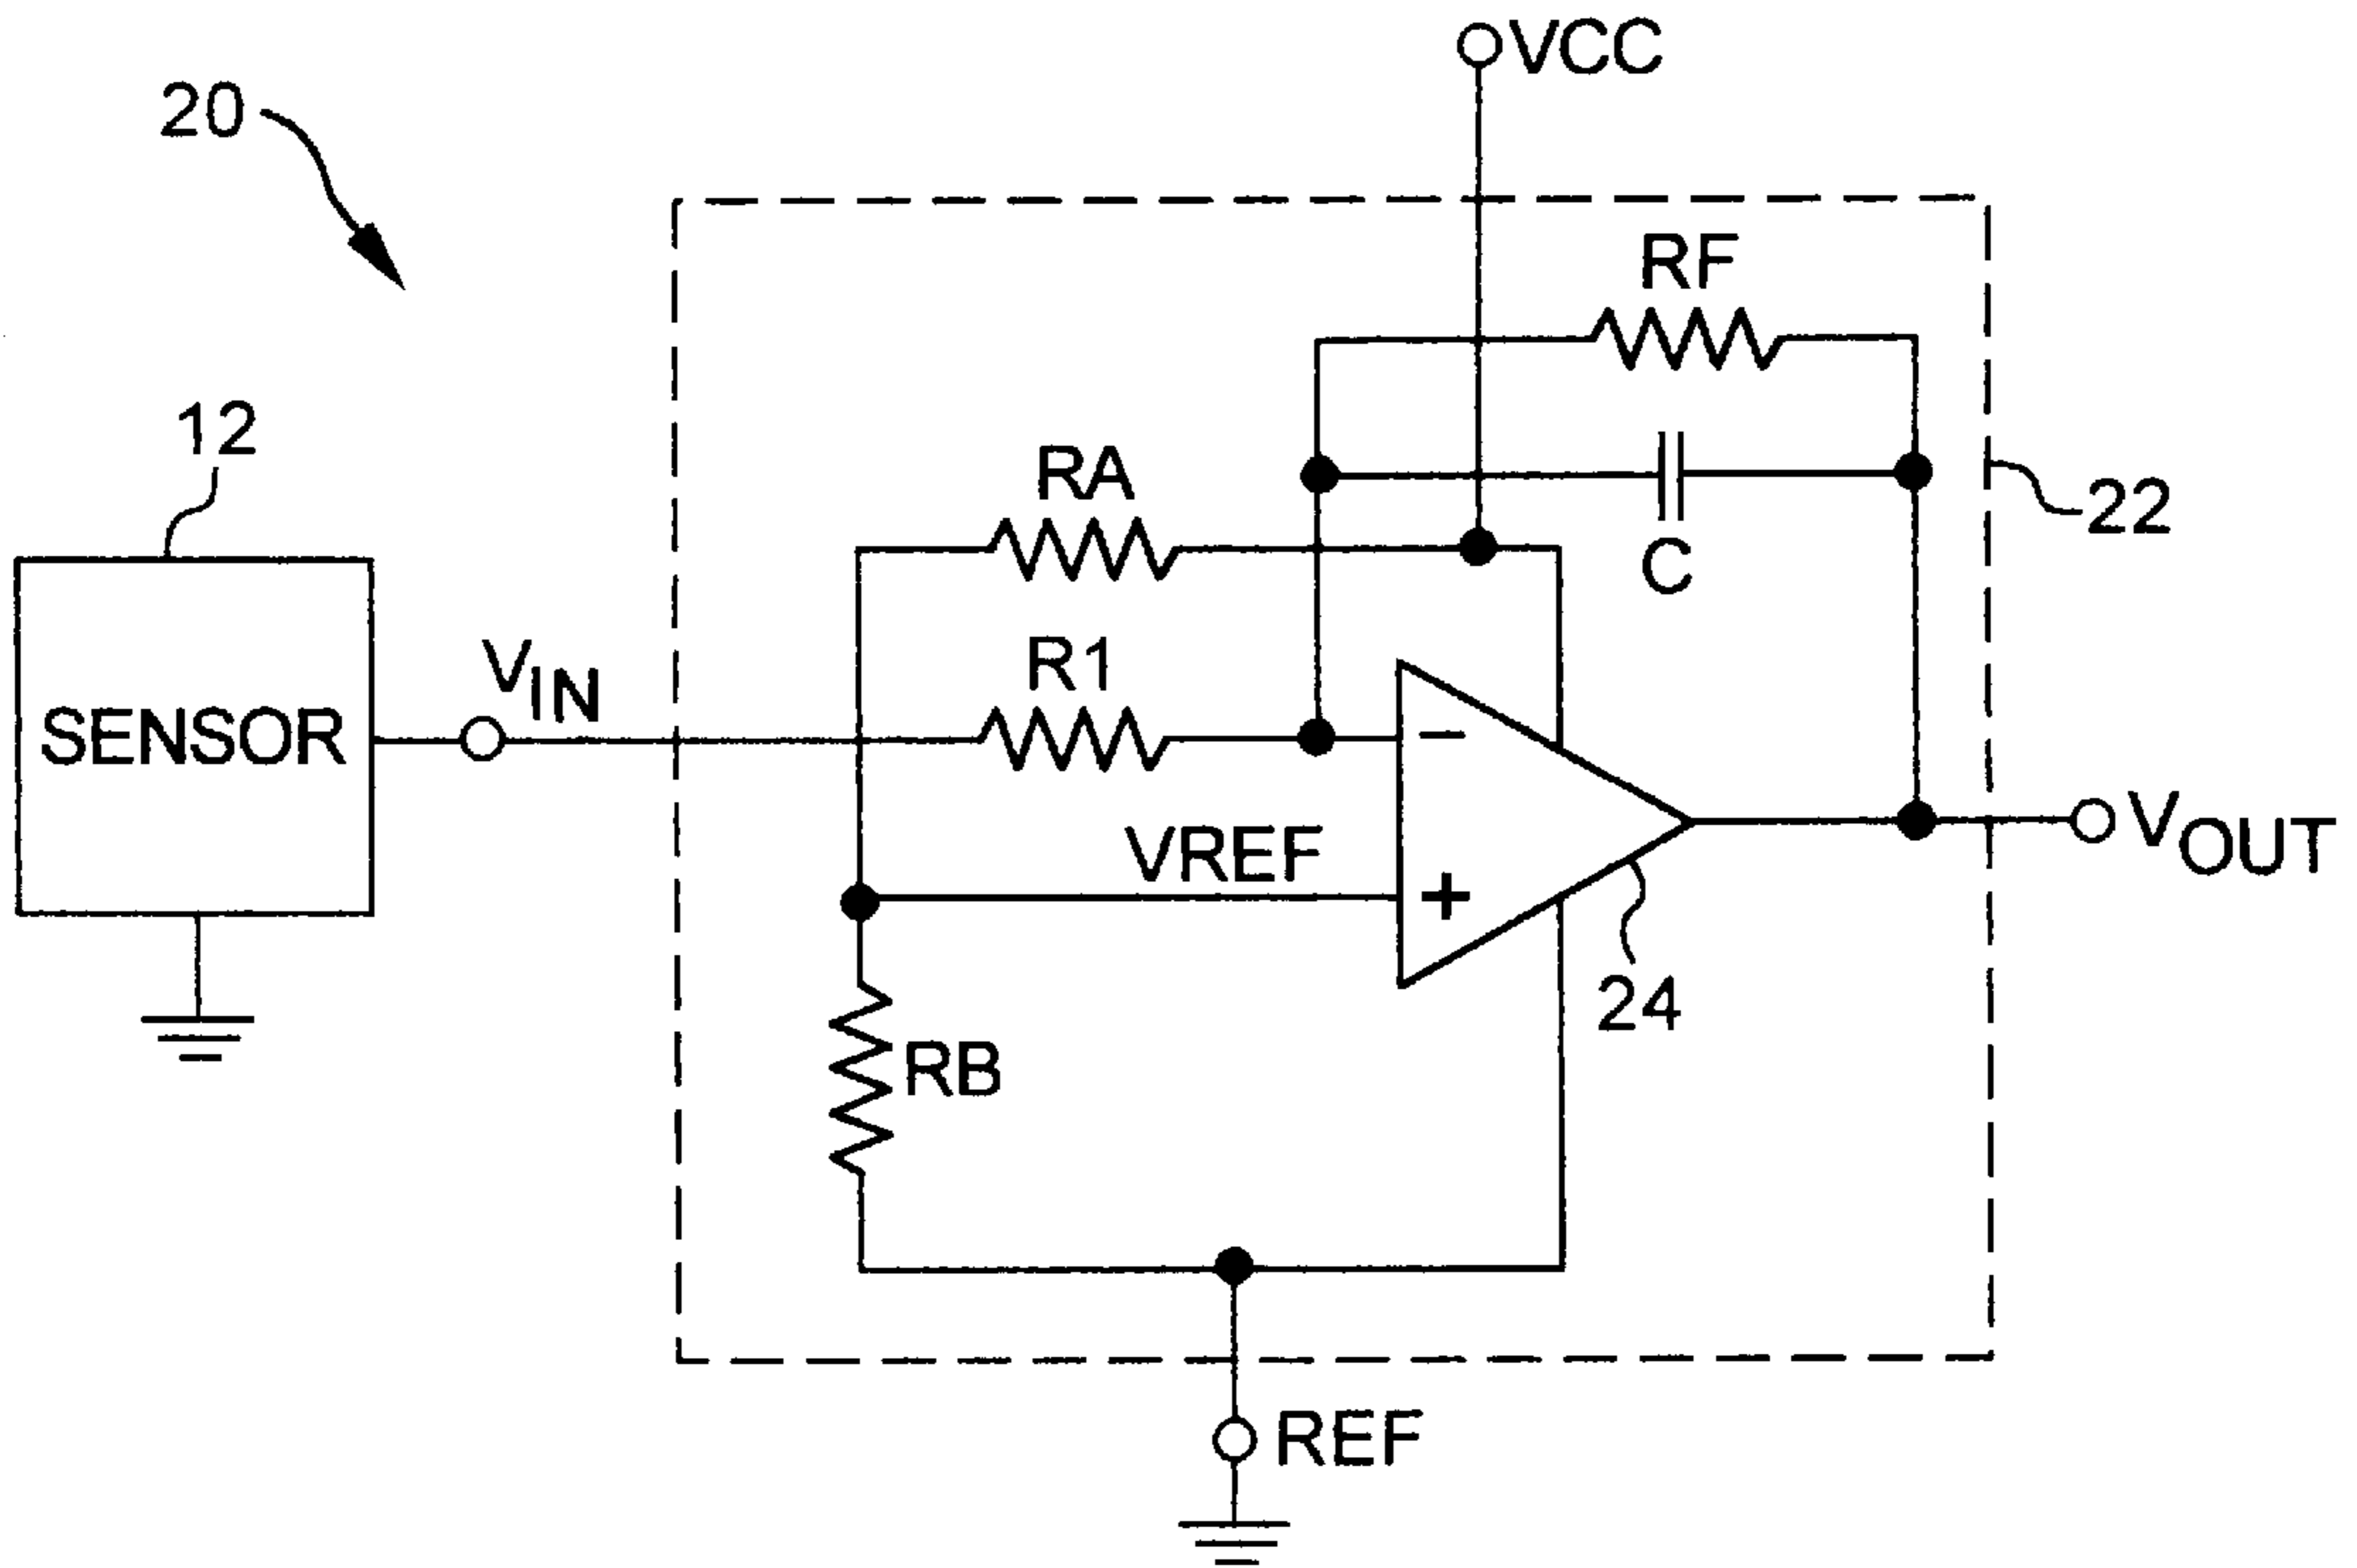 VCC
20
RF
12
RA
22
C
R1
VIN
SENSOR
VREF
VOUT
−
+
24
RB
REF